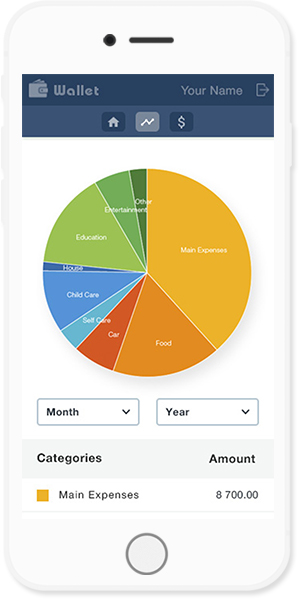 Wallet
Your Name
$
Other
Entertainment
Main Expenses
Education
House
Child Care
Self Care
Car
Food
Month
Year
Categories Amount
Main Expenses 8 700.00